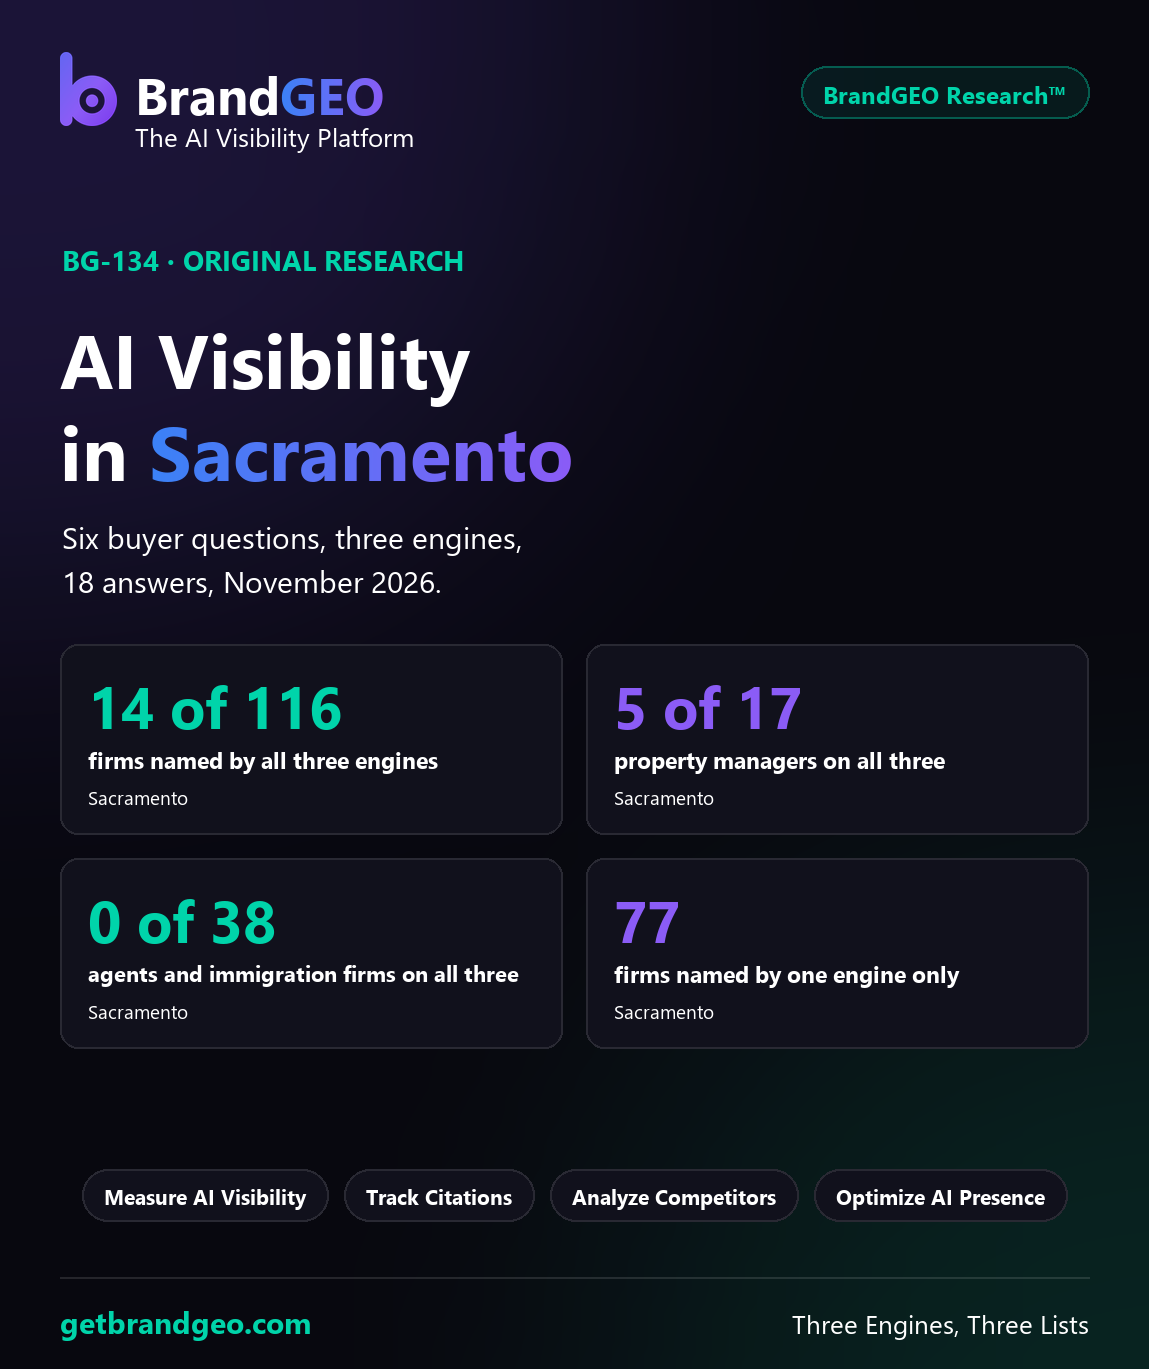 BrandGEO
The AI Visibility Platform
BrandGEO Research™
BG-134 · ORIGINAL RESEARCH
AI Visibility
in Sacramento
Six buyer questions, three engines,
18 answers, November 2026.
14 of 116
firms named by all three engines
Sacramento
5 of 17
property managers on all three
Sacramento
0 of 38
agents and immigration firms on all three
Sacramento
77
firms named by one engine only
Sacramento
Measure AI Visibility
Track Citations
Analyze Competitors
Optimize AI Presence
getbrandgeo.com
Three Engines, Three Lists